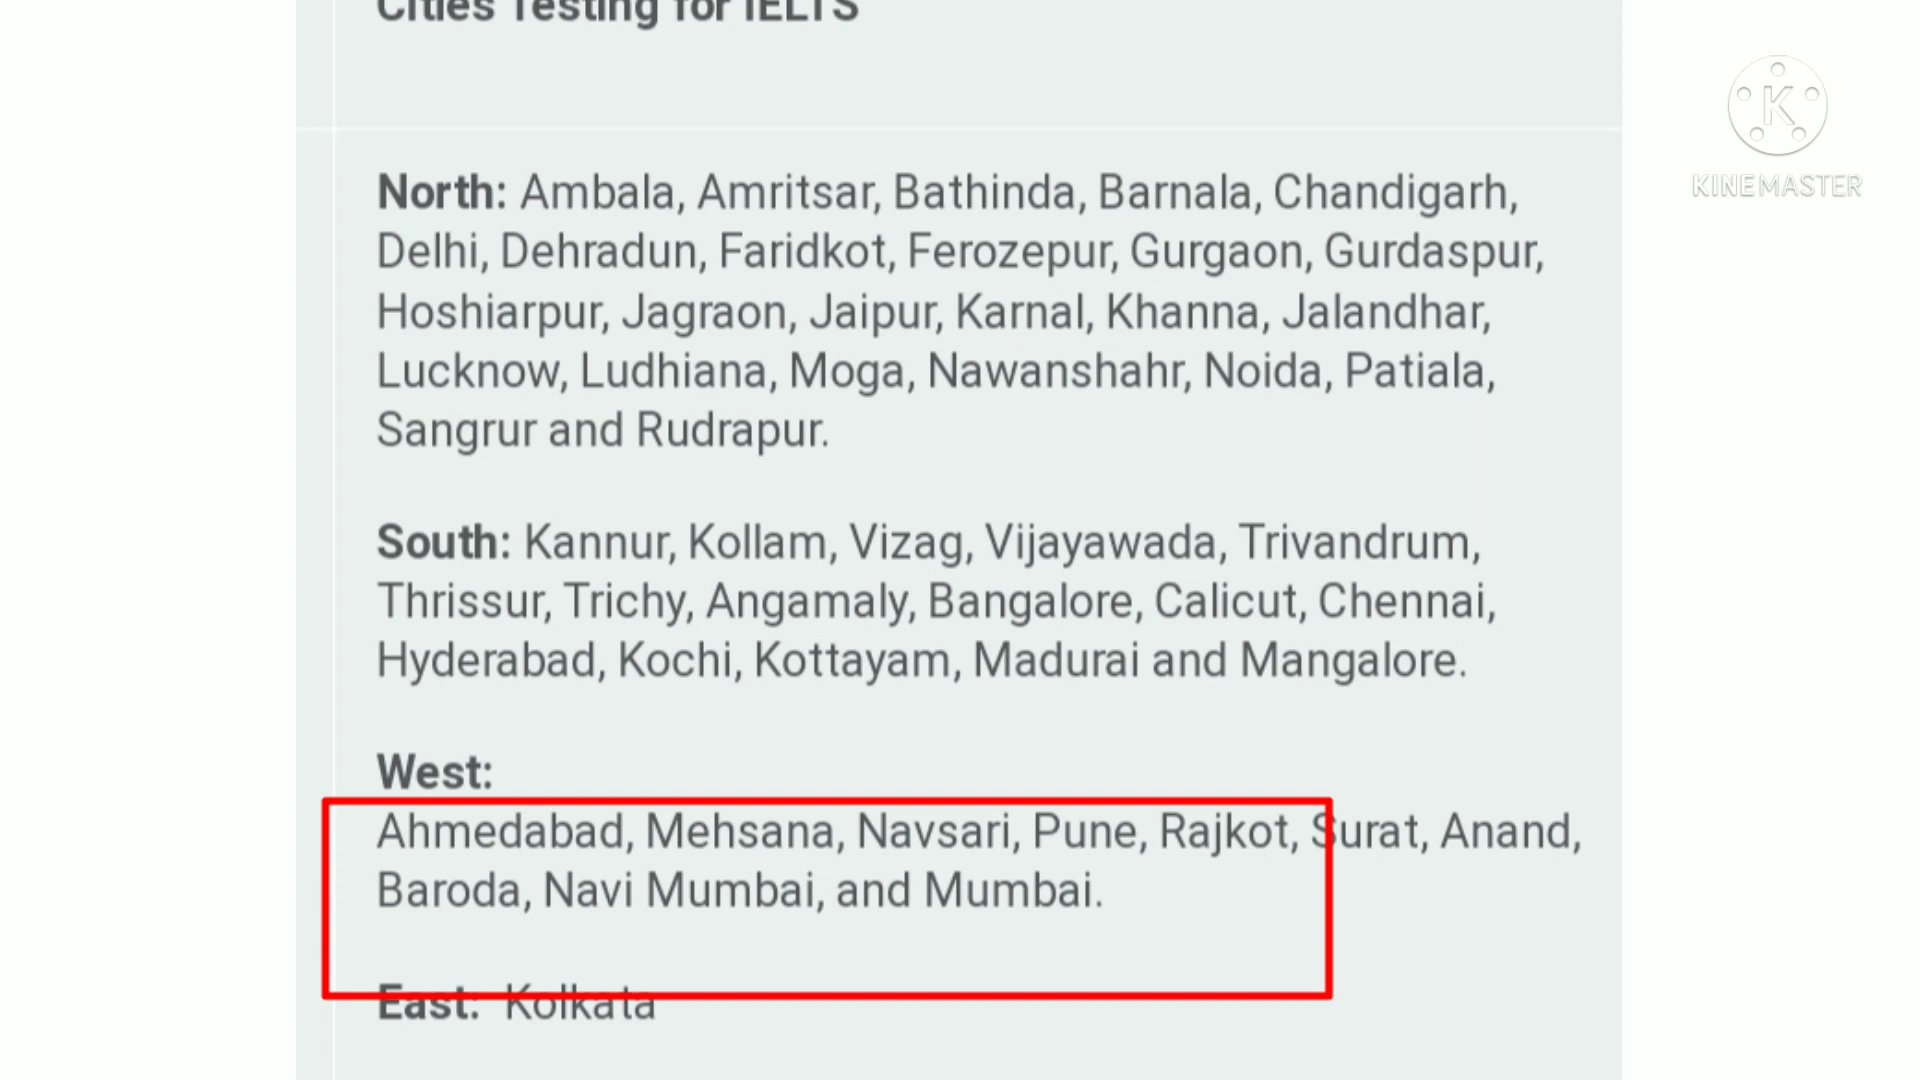 Cities Testing for IELTS
K
KINEMASTER
North: Ambala, Amritsar, Bathinda, Barnala, Chandigarh,
Delhi, Dehradun, Faridkot, Ferozepur, Gurgaon, Gurdaspur,
Hoshiarpur, Jagraon, Jaipur, Karnal, Khanna, Jalandhar,
Lucknow, Ludhiana, Moga, Nawanshahr, Noida, Patiala,
Sangrur and Rudrapur.
South: Kannur, Kollam, Vizag, Vijayawada, Trivandrum,
Thrissur, Trichy, Angamaly, Bangalore, Calicut, Chennai,
Hyderabad, Kochi, Kottayam, Madurai and Mangalore.
West:
Ahmedabad, Mehsana, Navsari, Pune, Rajkot, Surat, Anand,
Baroda, Navi Mumbai, and Mumbai.
East: Kolkata